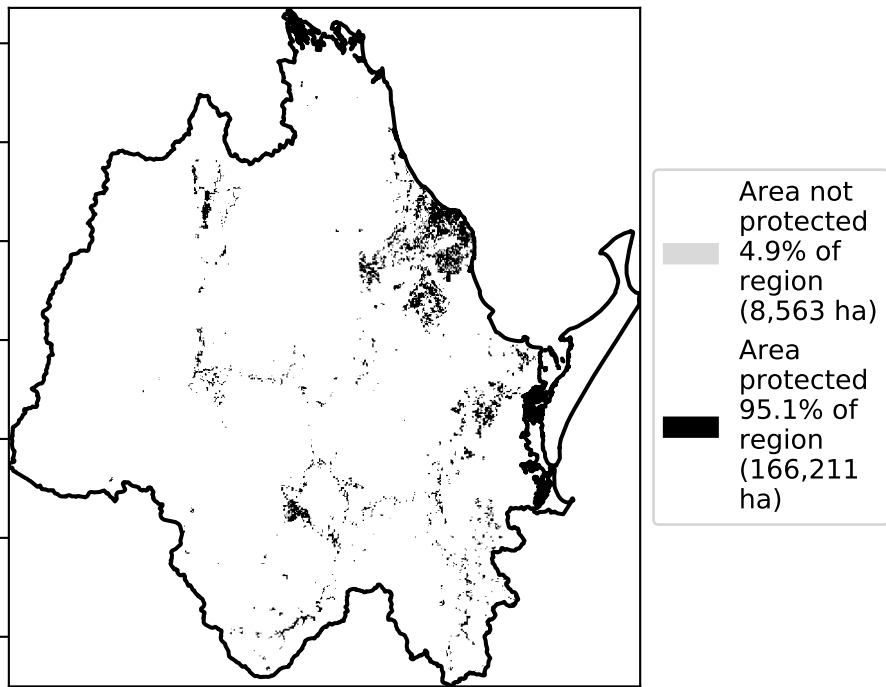 Area not
protected
4.9% of
region
(8,563 ha)
Area
protected
95.1% of
region
(166,211
ha)